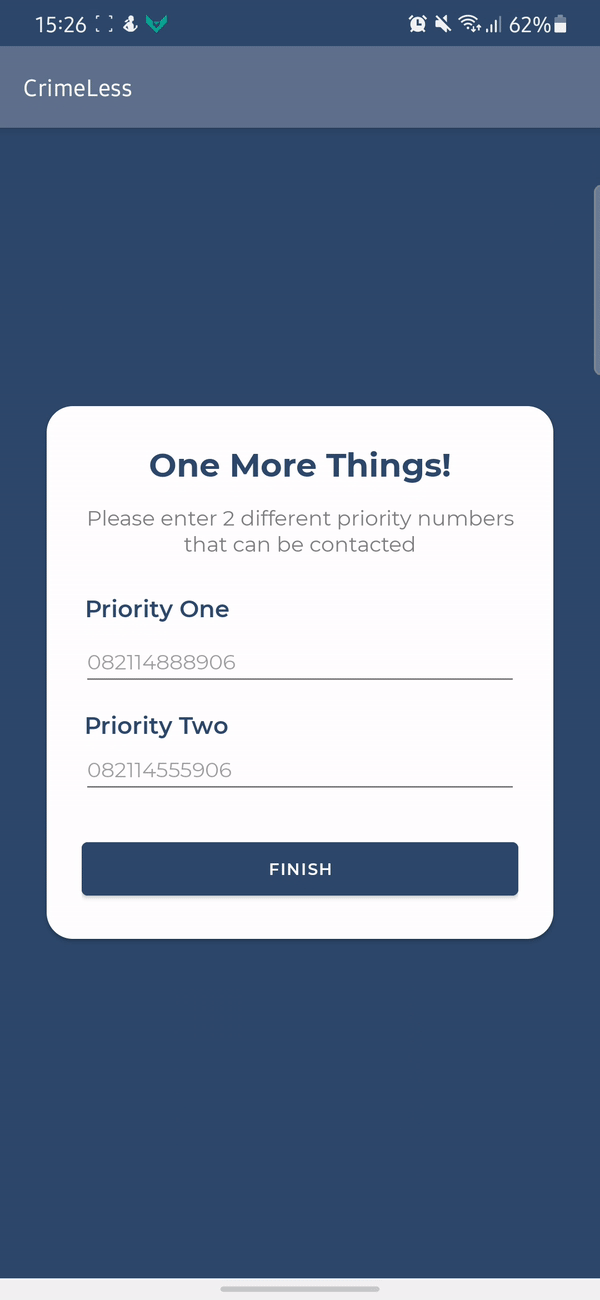 15:26
62%
CrimeLess
One More Things!
Please enter 2 different priority numbers
that can be contacted
Priority One
082114888906
Priority Two
082114555906
FINISH